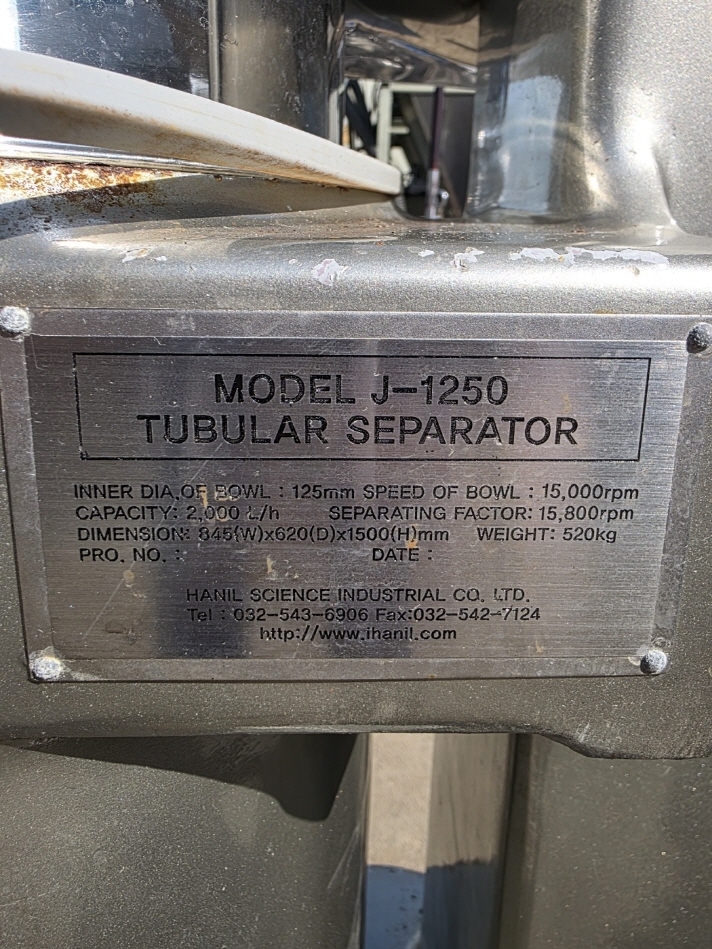 MODEL J-1250
TUBULAR SEPARATOR
INNER DIA,OF BOWL : 125mm SPEED OF BOWL : 15,000rpm
CAPACITY: 2,000 L/h SEPARATING FACTOR: 15,800rpm
DIMENSION: 845(W)x620(D)x1500(H)mm WEIGHT: 520kg
PRO. NO. : DATE :
HANIL SCIENCE INDUSTRIAL CO. LTD.
Tel : 032-543-6906 Fax:032-542-7124
http://www.ihanil.com